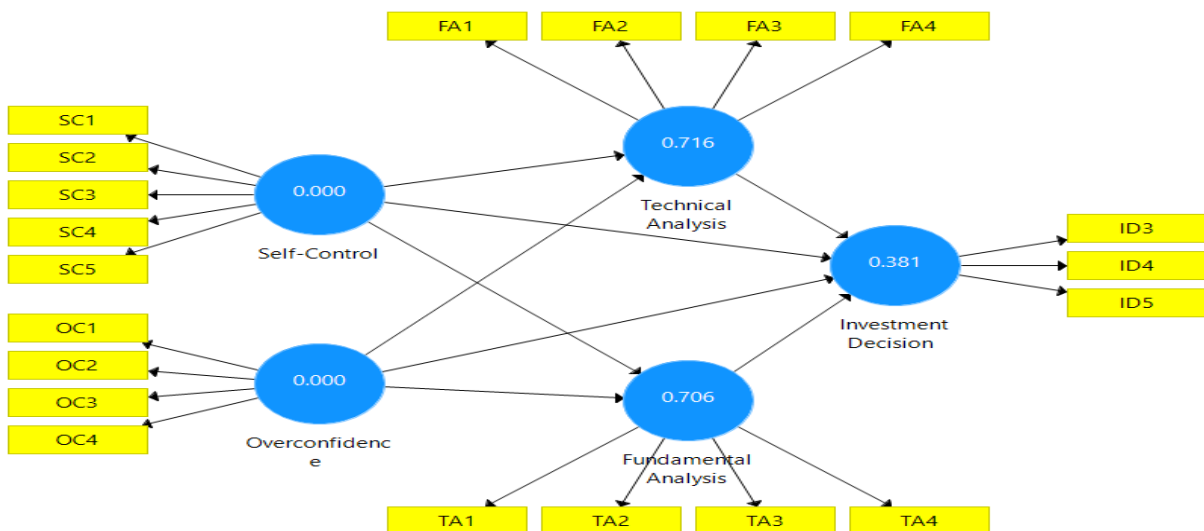 FA1
FA2
FA3
FA4
SC1
SC2
SC3
SC4
SC5
0.000
Self-Control
0.716
Technical
Analysis
ID3
ID4
ID5
0.381
Investment
Decision
OC1
OC2
OC3
OC4
0.000
Overconfidenc
e
0.706
Fundamental
Analysis
TA1
TA2
TA3
TA4